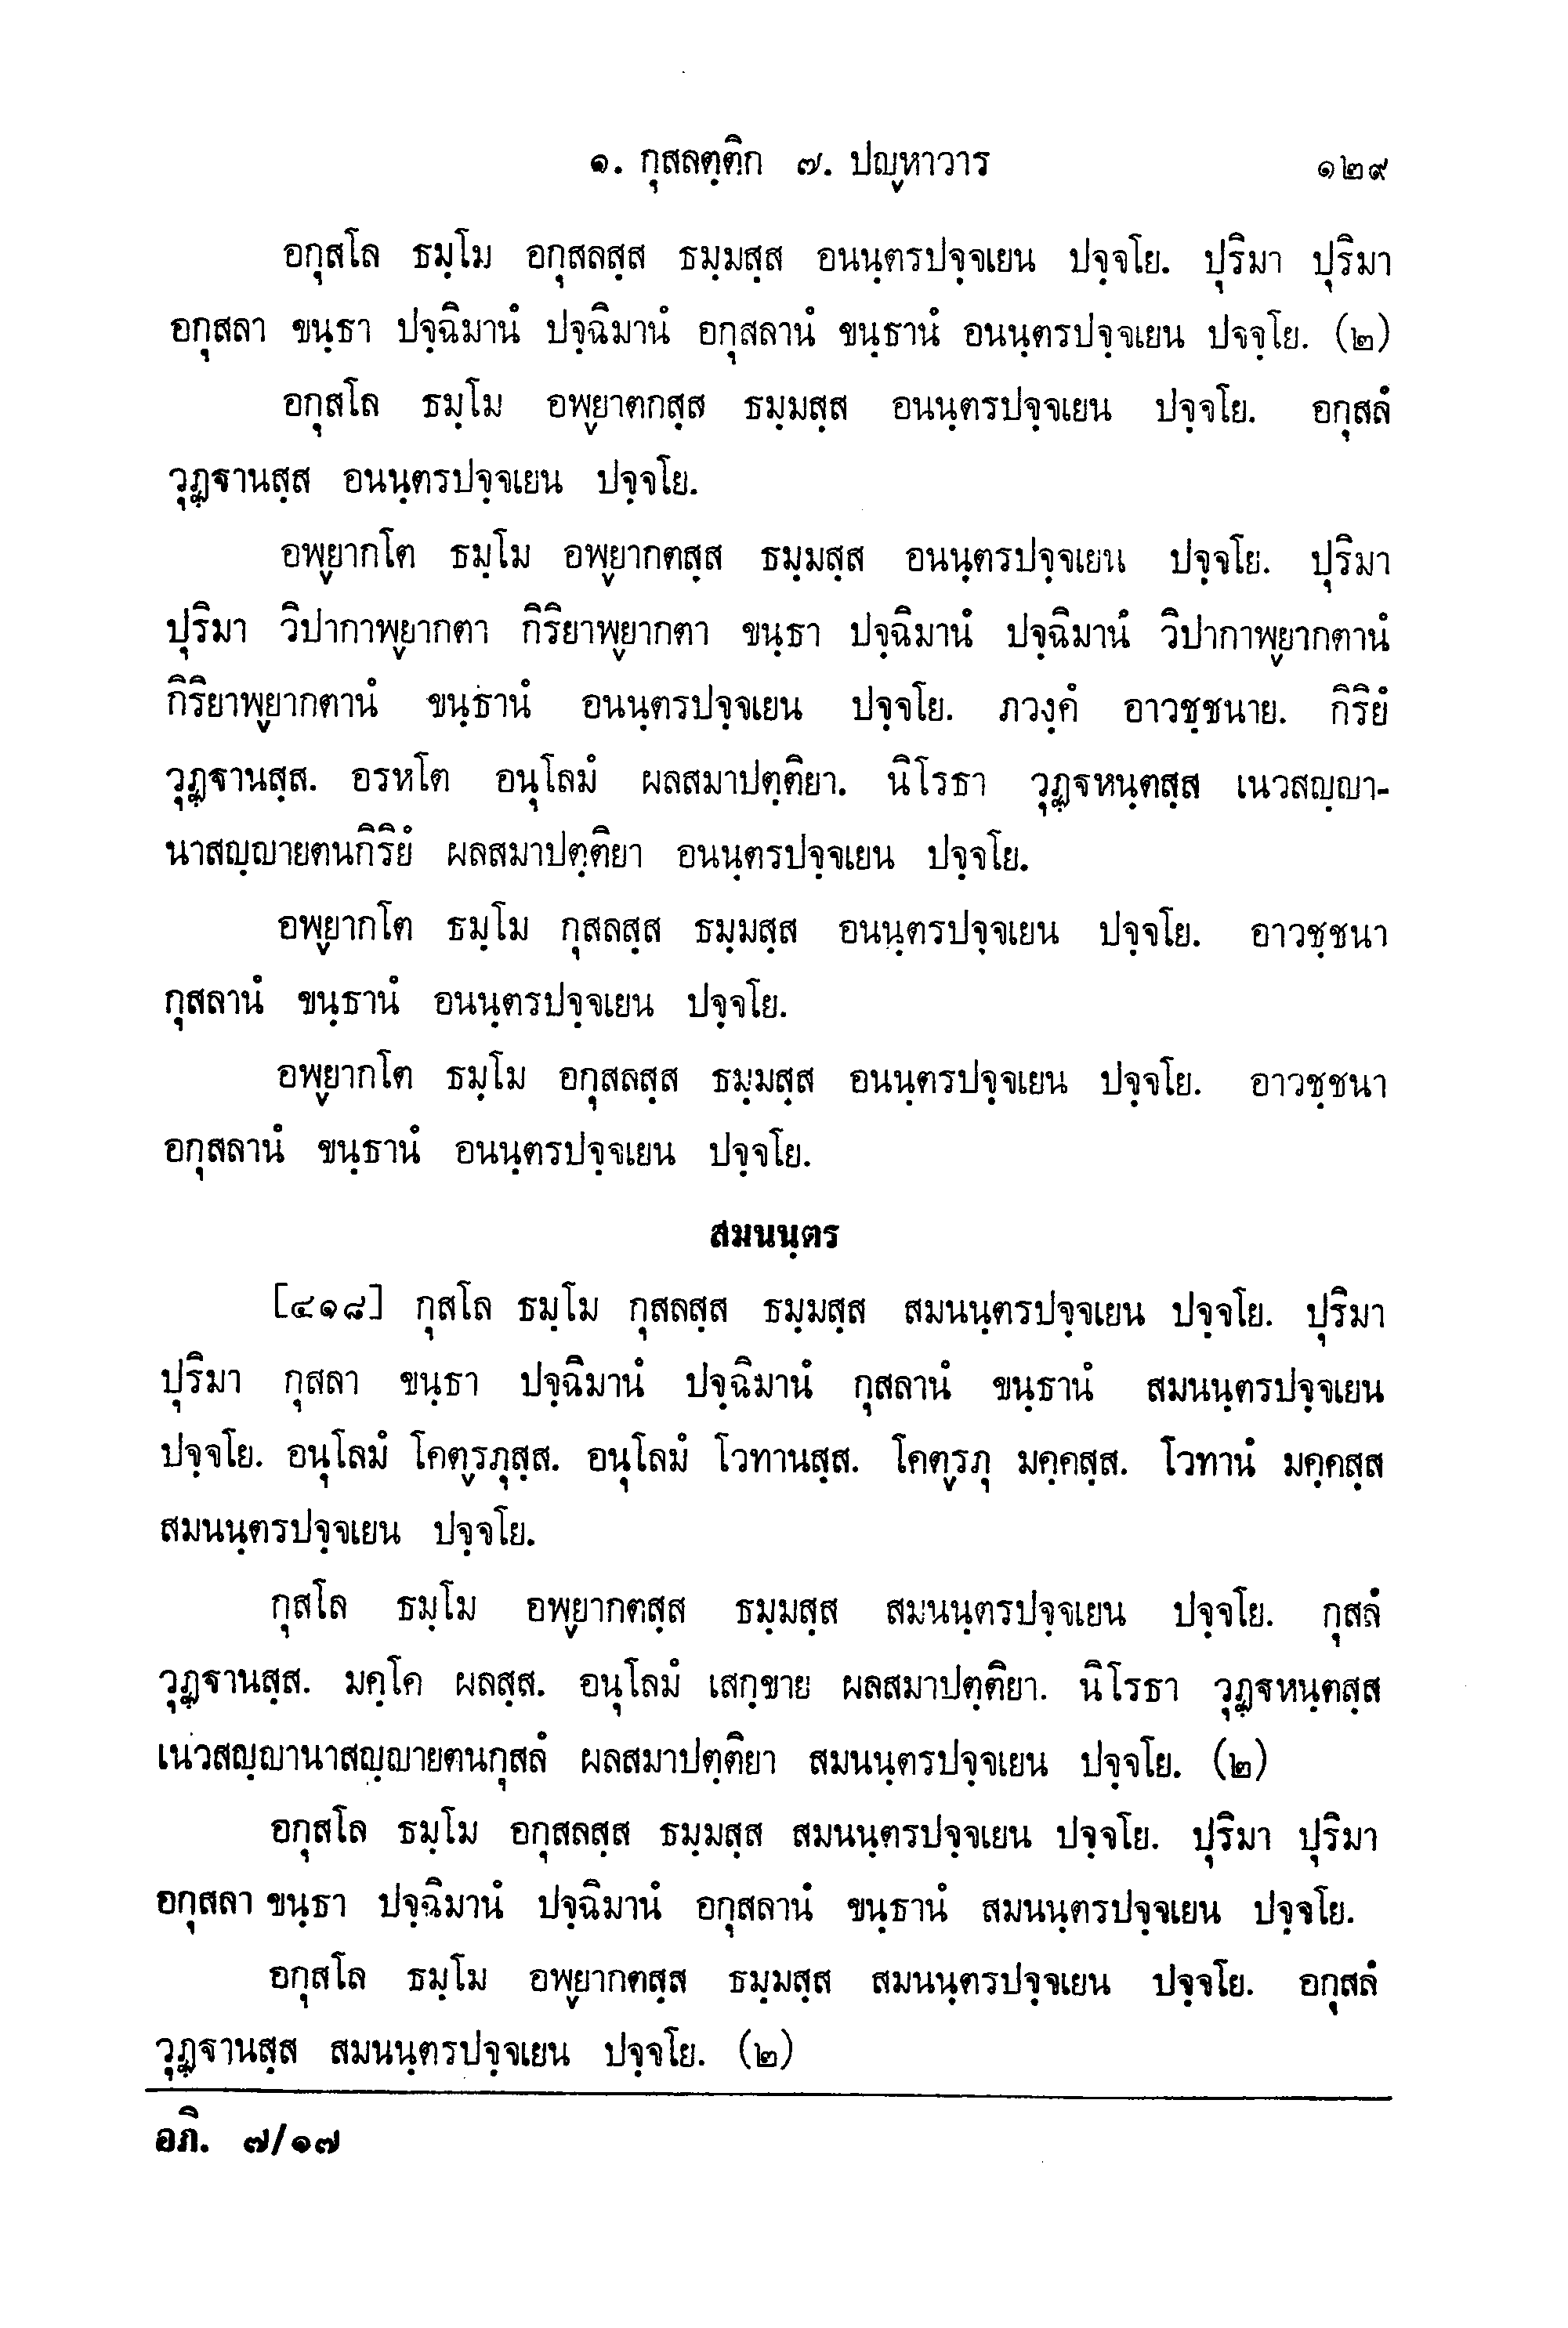 ๑. กุสลตฺติก ๗. ปญฺหาวาร ๑๒๙
อกุสโล ธมฺโม อกุสลสฺส ธมฺมสฺส อนนฺตรปจฺจเยน ปจฺจโย. ปุริมา ปุริมา
อกุสลา ขนฺธา ปจฺฉิมานํ ปจฺฉิมานํ อกุสลานํ ขนฺธานํ อนนฺตรปจฺจเยน ปจจฺโย. (๒)
อกุสโล ธมฺโม อพฺยาตกสฺส ธมฺมสฺส อนนฺตรปจฺจเยน ปจฺจโย. อกุสลํ
วุฏฺฐานสฺส อนนฺตรปจฺจเยน ปจฺจโย.
อพฺยากโต ธมฺโม อพฺยากตสฺส ธมฺมสฺส อนนฺตรปจฺจเยน ปจฺจโย. ปุริมา
ปุริมา วิปากาพฺยากตา กิริยาพฺยากตา ขนฺธา ปจฺฉิมานํ ปจฺฉิมานํ วิปากาพฺยากตานํ
กิริยาพฺยากตานํ ขนฺธานํ อนนฺตรปจฺจเยน ปจฺจโย. ภวงฺคํ อาวชฺชนาย. กิริยํ
วุฏฺฐานสฺส. อรหโต อนุโลมํ ผลสมาปตฺติยา. นิโรธา วุฏฺฐหนฺตสฺส เนวสญฺญา-
นาสญฺญายตนกิริยํ ผลสมาปตฺติยา อนนฺตรปจฺจเยน ปจฺจโย.
อพฺยากโต ธมฺโม กุสลสฺส ธมฺมสฺส อนนฺตรปจฺจเยน ปจฺจโย. อาวชฺชนา
กุสลานํ ขนฺธานํ อนนฺตรปจฺจเยน ปจฺจโย.
อพฺยากโต ธมฺโม อกุสลสฺส ธมฺมสฺส อนนฺตรปจฺจเยน ปจฺจโย. อาวชฺชนา
อกุสลานํ ขนฺธานํ อนนฺตรปจฺจเยน ปจฺจโย.
สมนนฺตร
[๔๑๘] กุสโล ธมฺโม กุสลสฺส ธมฺมสฺส สมนนฺตรปจฺจเยน ปจฺจโย. ปุริมา
ปุริมา กุสลา ขนฺธา ปจฺฉิมานํ ปจฺฉิมานํ กุสลานํ ขนฺธานํ สมนนฺตรปจฺจเยน
ปจฺจโย. อนุโลมํ โคตฺรภุสฺส. อนุโลมํ โวทานสฺส. โคตฺรภุ มคฺคสฺส. โวทานํ มคฺคสฺส
สมนนฺตรปจฺจเยน ปจฺจโย.
กุสโล ธมฺโม อพฺยากตสฺส ธมฺมสฺส สมนนฺตรปจฺจเยน ปจฺจโย. กุสลํ
วุฏฺฐานสฺส. มคฺโค ผลสฺส. อนุโลมํ เสกฺขาย ผลสมาปตฺติยา. นิโรธา วุฏฺฐหนฺตสฺส
เนวสญฺญานาสญฺญายตนกุสลํ ผลสมาปตฺติยา สมนนฺตรปจฺจเยน ปจฺจโย. (๒)
อกุสโล ธมฺโม อกุสลสฺส ธมฺมสฺส สมนนฺตรปจฺจเยน ปจฺจโย. ปุริมา ปุริมา
อกุสลา ขนฺธา ปจฺฉิมานํ ปจฺฉิมานํ อกุสลานํ ขนฺธานํ สมนนฺตรปจฺจเยน ปจฺจโย.
อกุสโล ธมฺโม อพฺยากตสฺส ธมฺมสฺส สมนนฺตรปจฺจเยน ปจฺจโย. อกุสลํ
วุฏฺฐานสฺส สมนนฺตรปจฺจเยน ปจฺจโย. (๒)
อภิ. ๗/๑๗